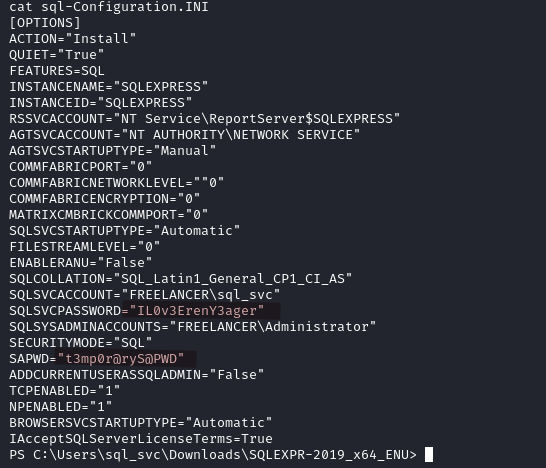 cat sql-Configuration.INI
[OPTIONS]
ACTION="Install"
QUIET="True"
FEATURES=SQL
INSTANCENAME="SQLEXPRESS"
INSTANCEID="SQLEXPRESS"
RSSVCACCOUNT="NT Service\ReportServer$SQLEXPRESS"
AGTSVCACCOUNT="NT AUTHORITY\NETWORK SERVICE"
AGTSVCSTARTUPTYPE="Manual"
COMMFABRICPORT="0"
COMMFABRICNETWORKLEVEL=""0"
COMMFABRICENCRYPTION="0"
MATRIXCMBRICKCOMMPORT="0"
SQLSVCSTARTUPTYPE="Automatic"
FILESTREAMLEVEL="0"
ENABLERANU="False"
SQLCOLLATION="SQL_Latin1_General_CP1_CI_AS"
SQLSVCACCOUNT="FREELANCER\sql_svc"
SQLSVCPASSWORD="IL0v3ErenY3ager"
SQLSYSADMINACCOUNTS="FREELANCER\Administrator"
SECURITYMODE="SQL"
SAPWD="t3mp0r@ryS@PWD"
ADDCURRENTUSERASSQLADMIN="False"
TCPENABLED="1"
NPENABLED="1"
BROWSERSVCSTARTUPTYPE="Automatic"
IAcceptSQLServerLicenseTerms=True
PS C:\Users\sql_svc\Downloads\SQLEXPR-2019_x64_ENU>